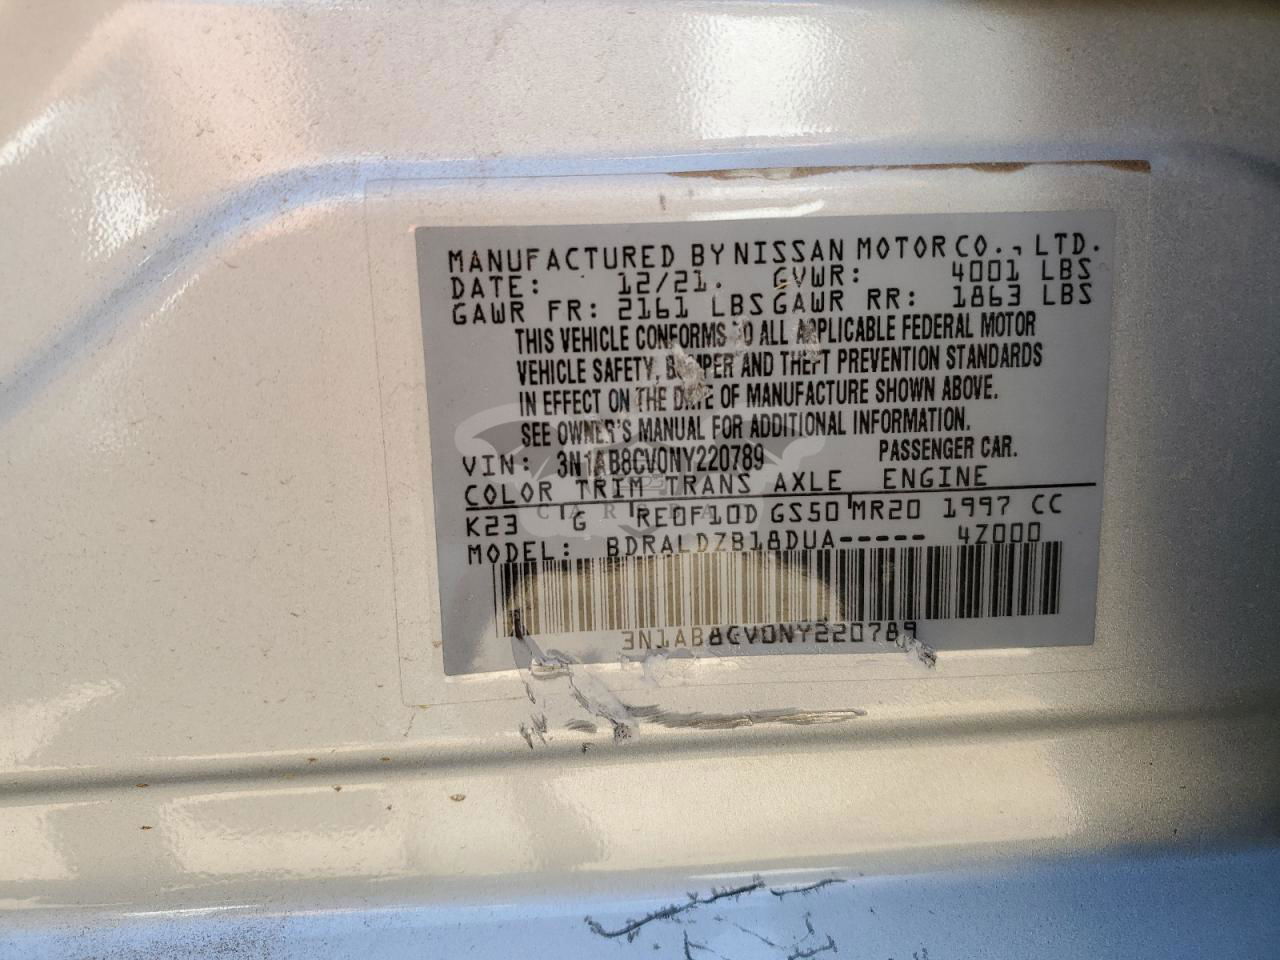 MANUFACTURED BY NISSAN MOTOR CO., LTD.
DATE: 12/21. GVWR: 4001 LBS
GAWR FR: 2161 LBS GAWR RR: 1863 LBS
THIS VEHICLE CONFORMS TO ALL APPLICABLE FEDERAL MOTOR
VEHICLE SAFETY, BUMPER AND THEFT PREVENTION STANDARDS
IN EFFECT ON THE DATE OF MANUFACTURE SHOWN ABOVE.
SEE OWNER'S MANUAL FOR ADDITIONAL INFORMATION.
VIN: 3N1AB8CV0NY220789 PASSENGER CAR.
COLOR TRIM TRANS AXLE ENGINE
K23 G RE0F10D GS50 MR20 1997 CC
MODEL: BDRALDZB18DUA----- 4Z000
3N1AB8CV0NY220789